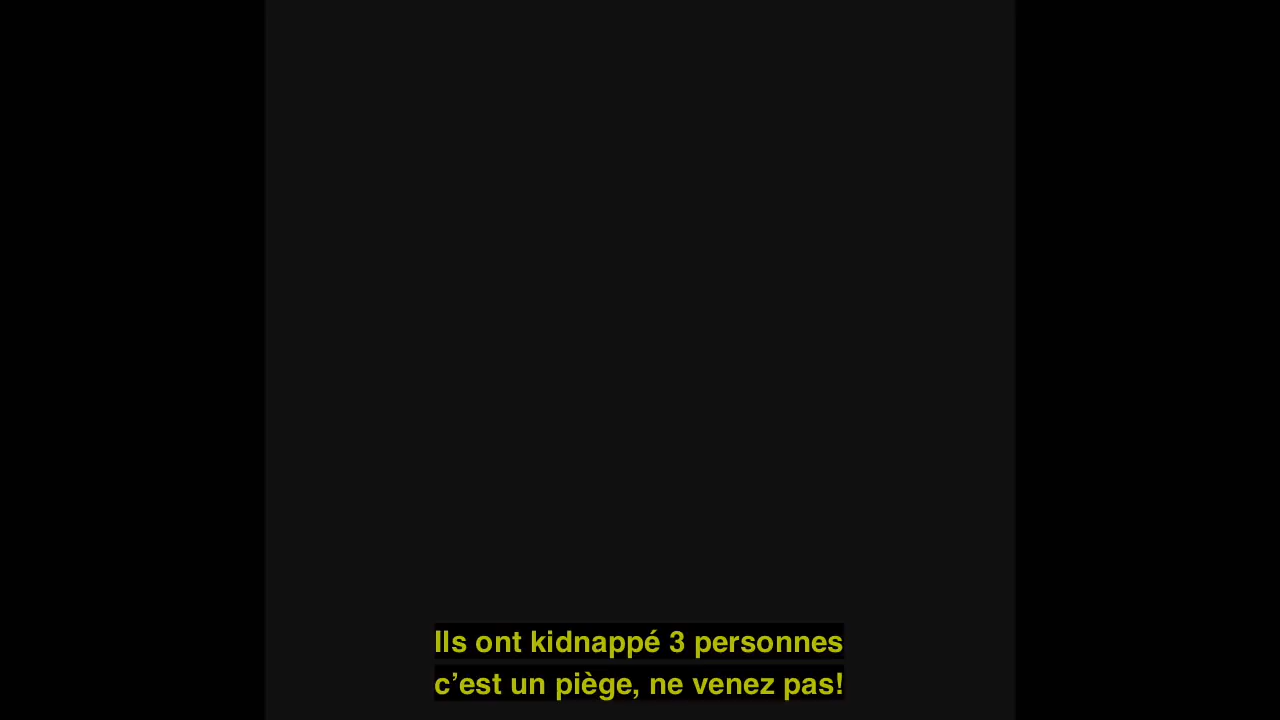 Ils ont kidnappé 3 personnes
c’est un piège, ne venez pas!